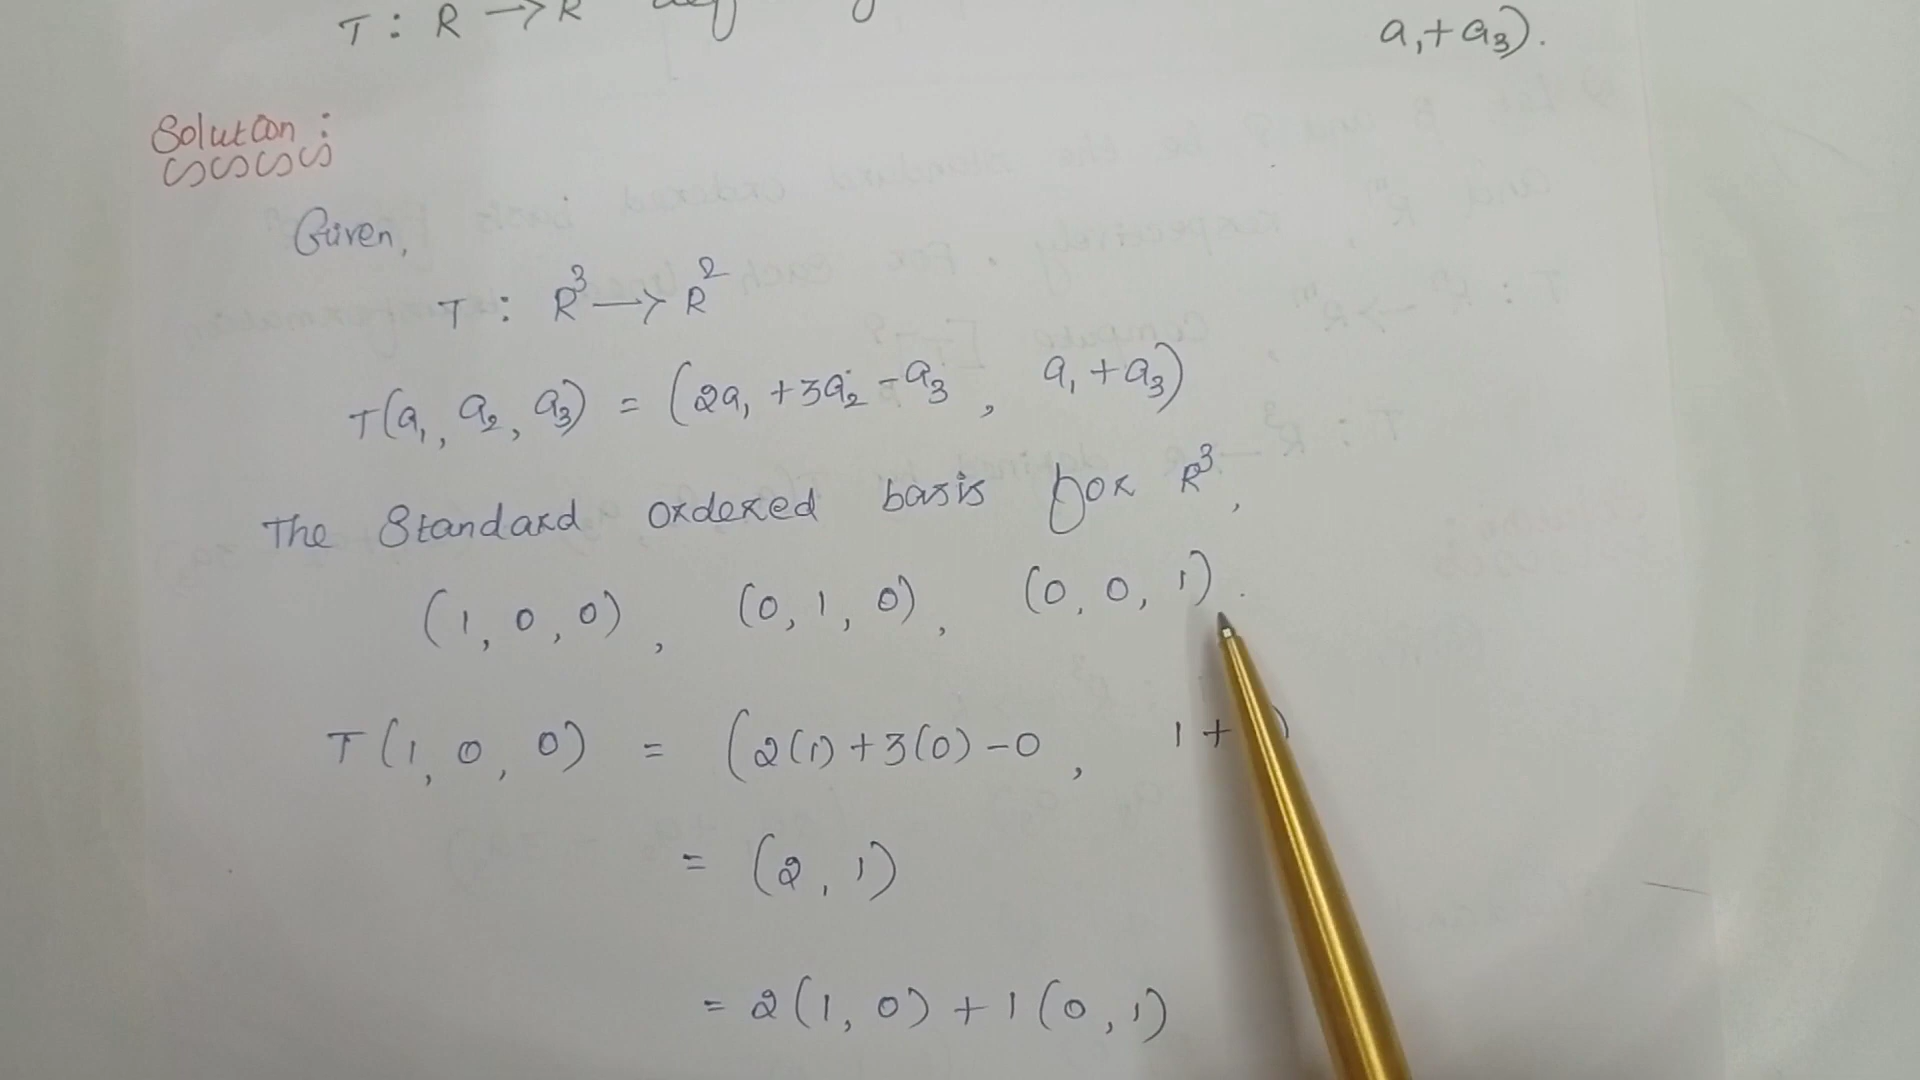 T : R → R
a₁ + a₃).
Solution :
Given,
T : R³ → R²
T(a₁, a₂, a₃) = (2a₁ + 3a₂ - a₃, a₁ + a₃)
The Standard ordered basis for R³,
(1, 0, 0), (0, 1, 0), (0, 0, 1).
T(1, 0, 0) = (2(1) + 3(0) - 0, 1 + )
= (2, 1)
= 2(1, 0) + 1(0, 1)